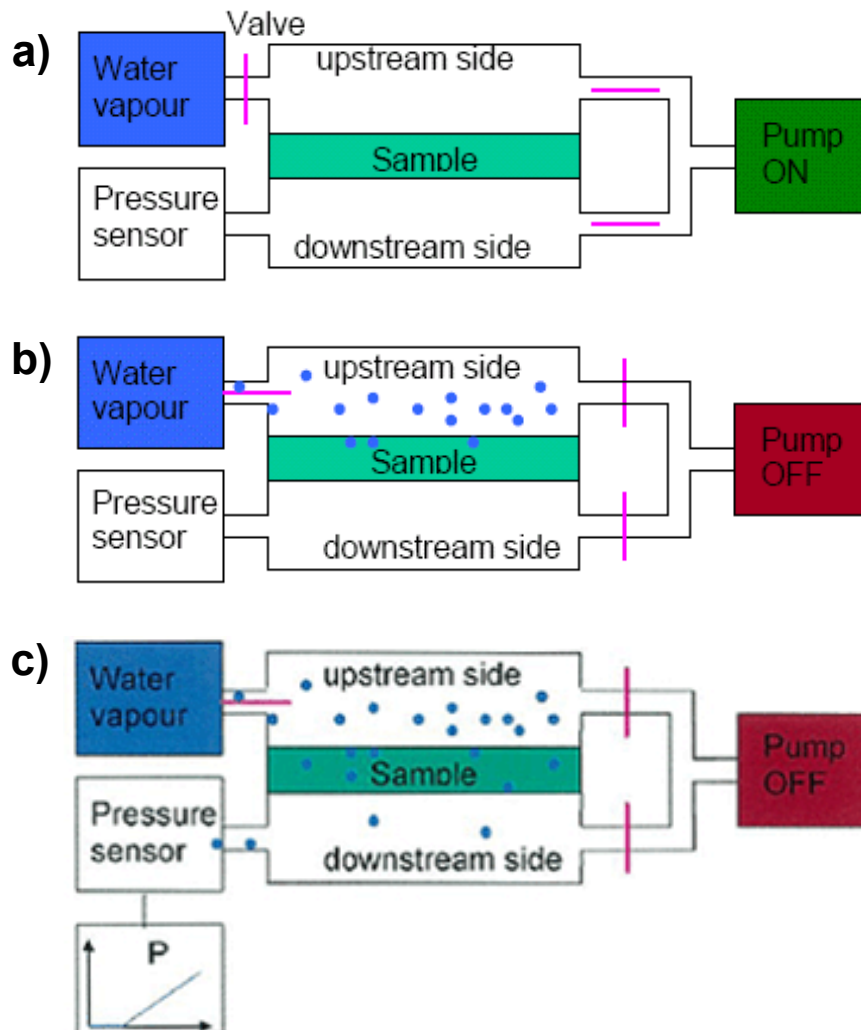 a)
Valve
Water
vapour
upstream side
Sample
Pump
ON
Pressure
sensor
downstream side
b)
Water
vapour
upstream side
Sample
Pump
OFF
Pressure
sensor
downstream side
c)
Water
vapour
upstream side
Sample
Pump
OFF
Pressure
sensor
downstream side
P